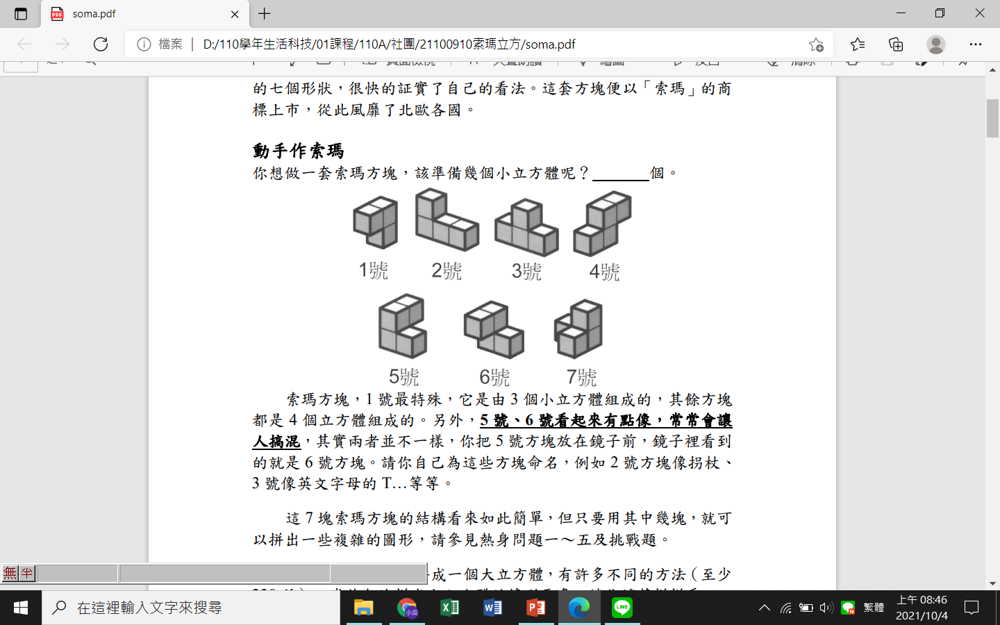 soma.pdf
檔案 D:/110學年生活科技/01課程/110A/社團/21100910索瑪立方/soma.pdf
的七個形狀，很快的証實了自己的看法。這套方塊便以「索瑪」的商
標上市，從此風靡了北歐各國。
動手作索瑪
你想做一套索瑪方塊，該準備幾個小立方體呢？_______個。
1號 2號 3號 4號
5號 6號 7號
索瑪方塊，1 號最特殊，它是由 3 個小立方體組成的，其餘方塊
都是 4 個立方體組成的。另外，5 號、6 號看起來有點像，常常會讓
人搞混，其實兩者並不一樣，你把 5 號方塊放在鏡子前，鏡子裡看到
的就是 6 號方塊。請你自己為這些方塊命名，例如 2 號方塊像拐杖、
3 號像英文字母的 T…等等。
這 7 塊索瑪方塊的結構看來如此簡單，但只要用其中幾塊，就可
以拼出一些複雜的圖形，請參見熱身問題一～五及挑戰題。
無半
成一個大立方體，有許多不同的方法（至少
在這裡輸入文字來搜尋
小瓜
LINE
繁體
上午 08:46
2021/10/4